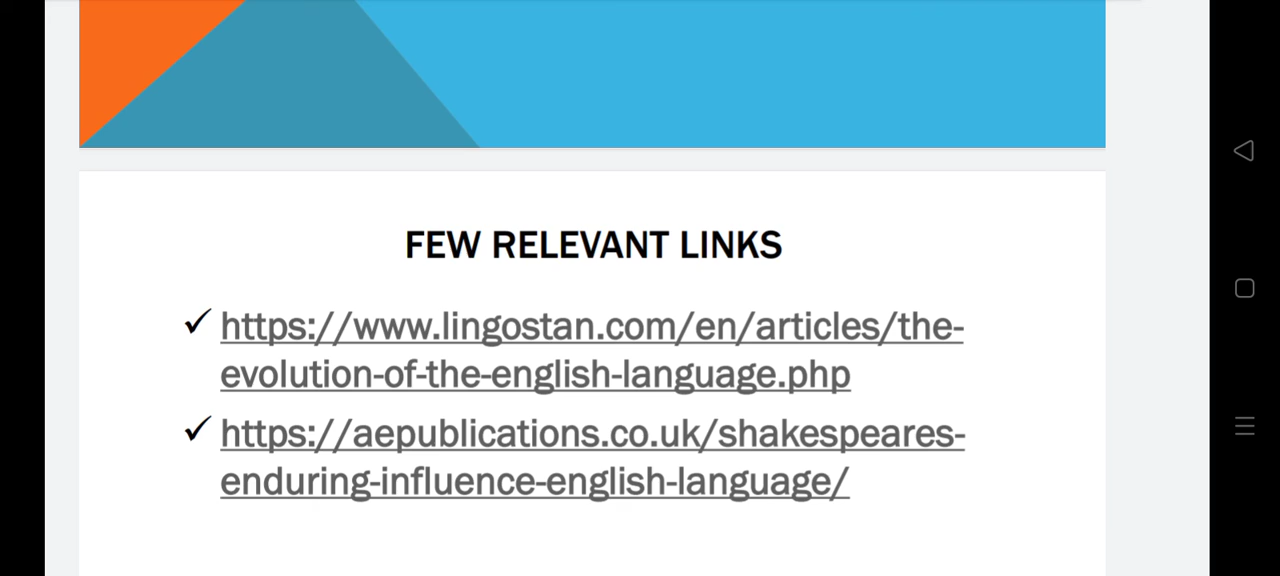 FEW RELEVANT LINKS
✓ https://www.lingostan.com/en/articles/the-
evolution-of-the-english-language.php
✓ https://aepublications.co.uk/shakespeares-
enduring-influence-english-language/